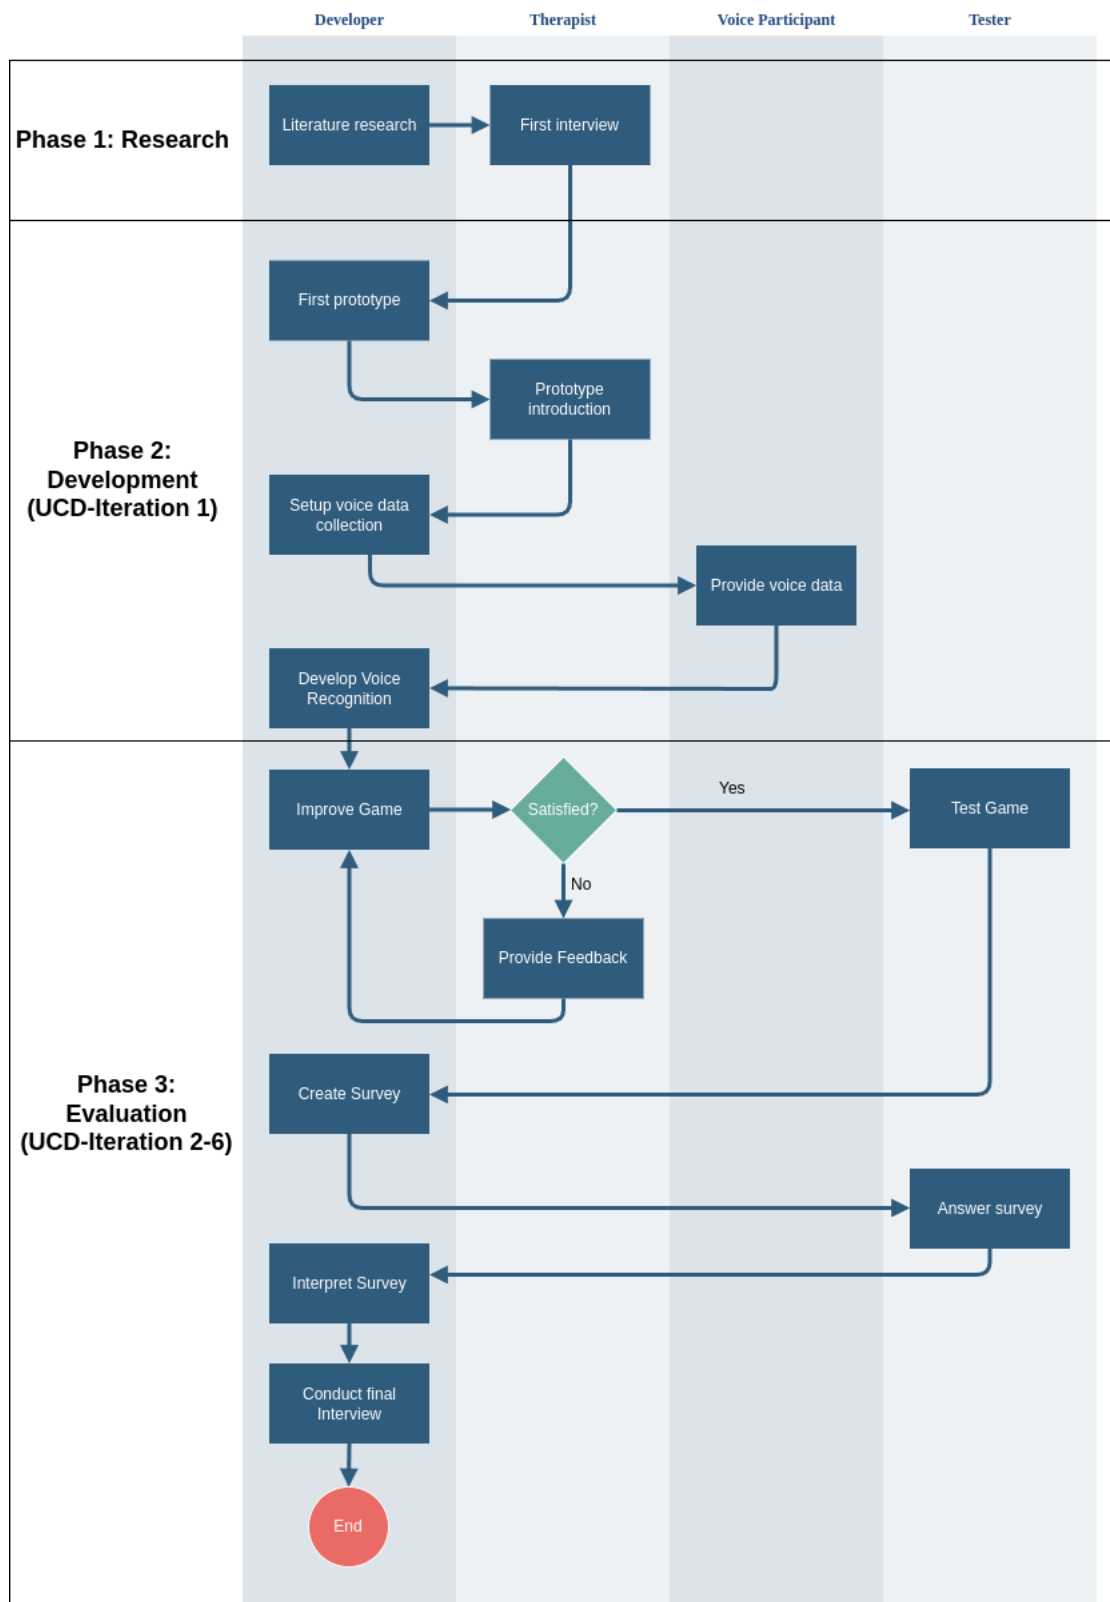 Developer
Therapist
Voice Participant
Tester
Phase 1: Research
Literature research
First interview
Phase 2:
Development
(UCD-Iteration 1)
First prototype
Prototype
introduction
Setup voice data
collection
Provide voice data
Develop Voice
Recognition
Phase 3:
Evaluation
(UCD-Iteration 2-6)
Improve Game
Satisfied?
Yes
Test Game
No
Provide Feedback
Create Survey
Answer survey
Interpret Survey
Conduct final
Interview
End